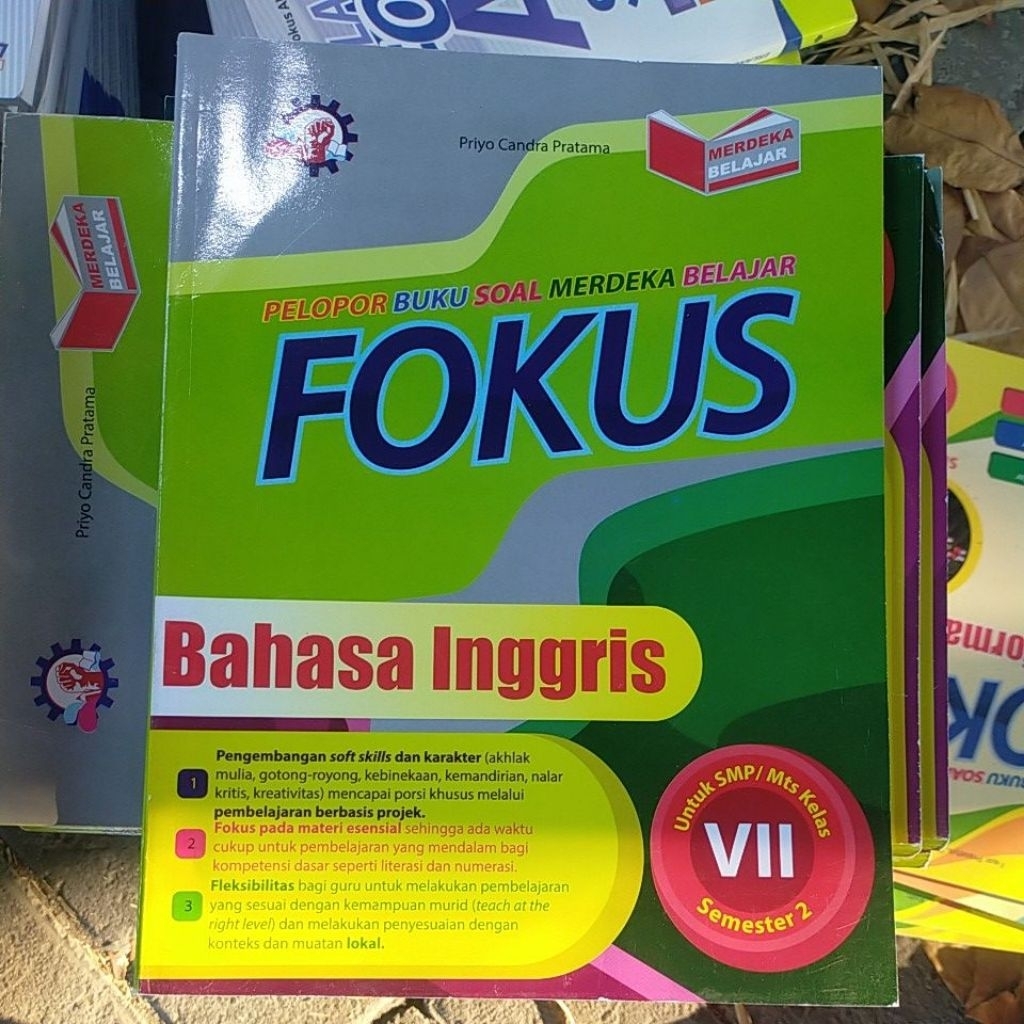 Priyo Candra Pratama
MERDEKA
BELAJAR
PELOPOR BUKU SOAL MERDEKA BELAJAR
FOKUS
Bahasa Inggris
1
Pengembangan soft skills dan karakter (akhlak
mulia, gotong-royong, kebinekaan, kemandirian, nalar
kritis, kreativitas) mencapai porsi khusus melalui
pembelajaran berbasis projek.
2
Fokus pada materi esensial sehingga ada waktu
cukup untuk pembelajaran yang mendalam bagi
kompetensi dasar seperti literasi dan numerasi.
3
Fleksibilitas bagi guru untuk melakukan pembelajaran
yang sesuai dengan kemampuan murid (teach at the
right level) dan melakukan penyesuaian dengan
konteks dan muatan lokal.
Untuk SMP/ Mts Kelas
VII
Semester 2
MERDEKA
BELAJAR
Priyo Candra Pratama